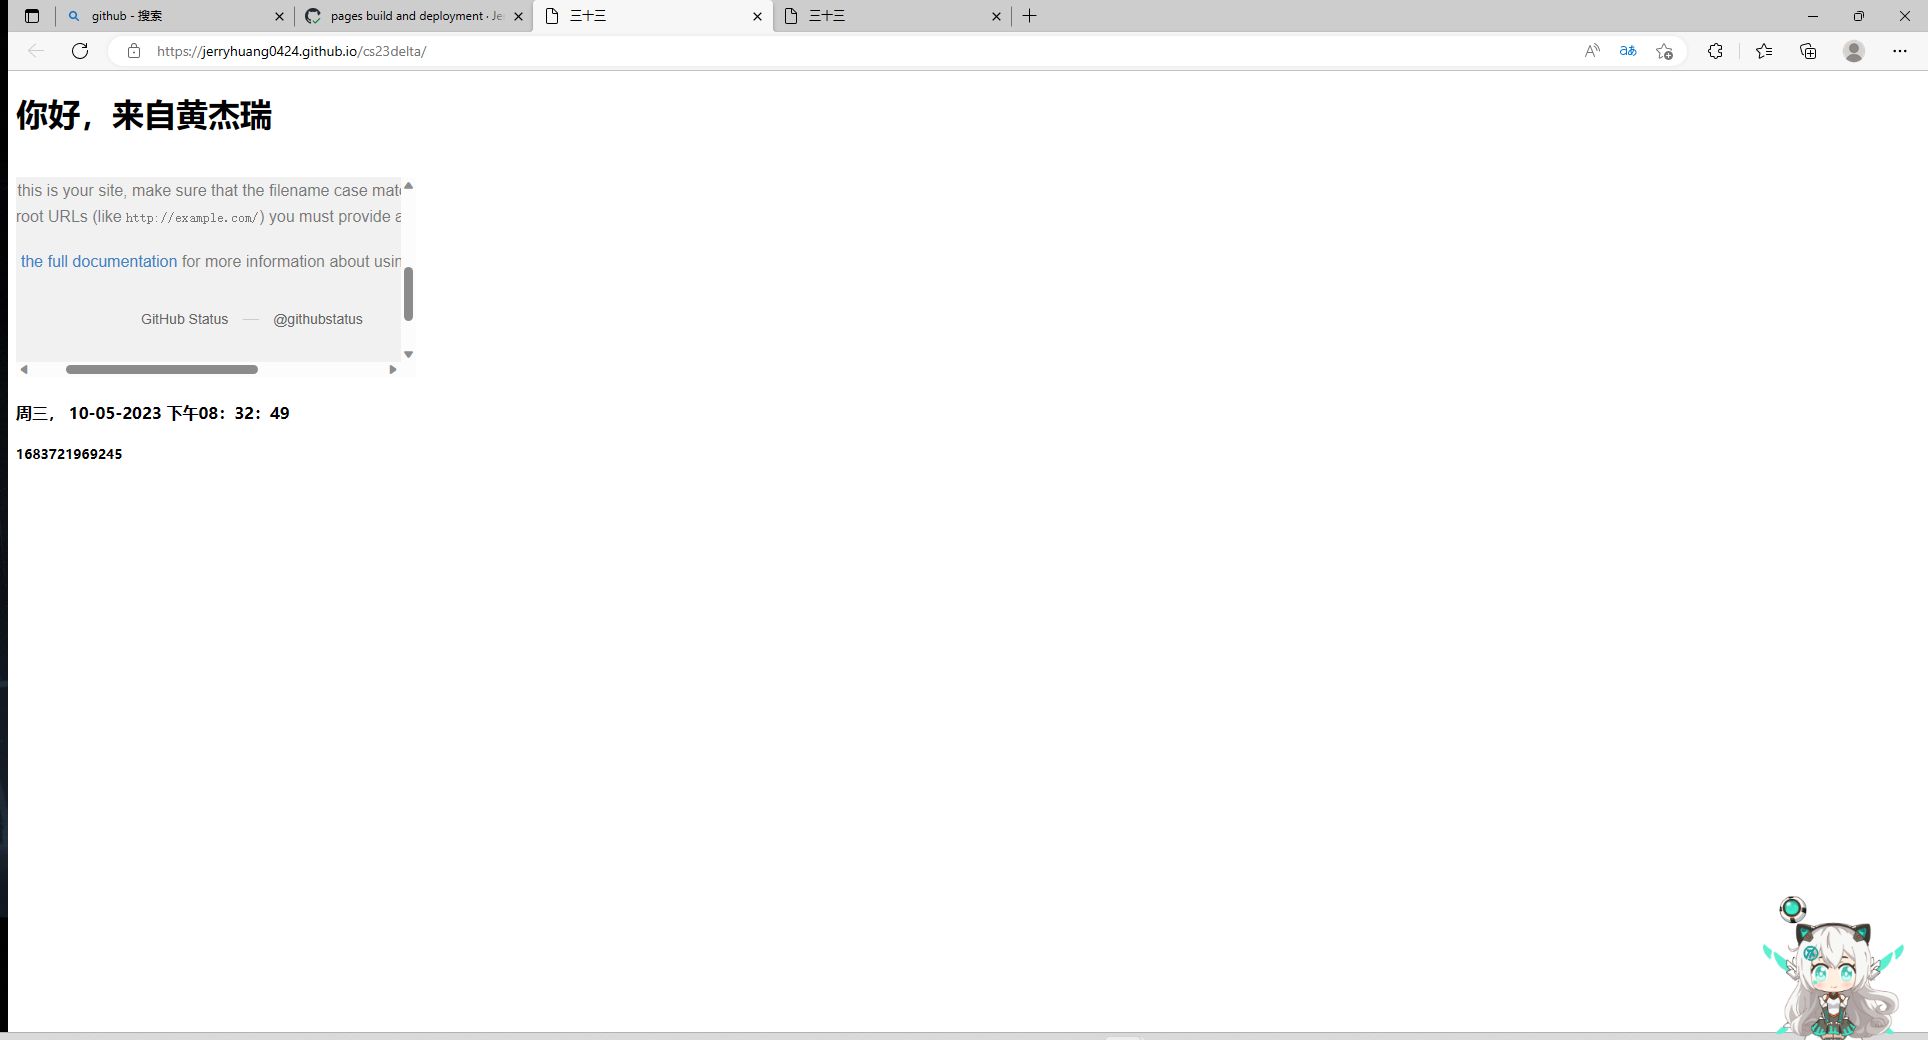 github - 搜索
pages build and deployment · Je
三十三
三十三
https://jerryhuang0424.github.io/cs23delta/
你好，来自黄杰瑞
this is your site, make sure that the filename case mat
root URLs (like http://example.com/) you must provide a
the full documentation for more information about usin
GitHub Status — @githubstatus
周三， 10-05-2023 下午08：32：49
1683721969245